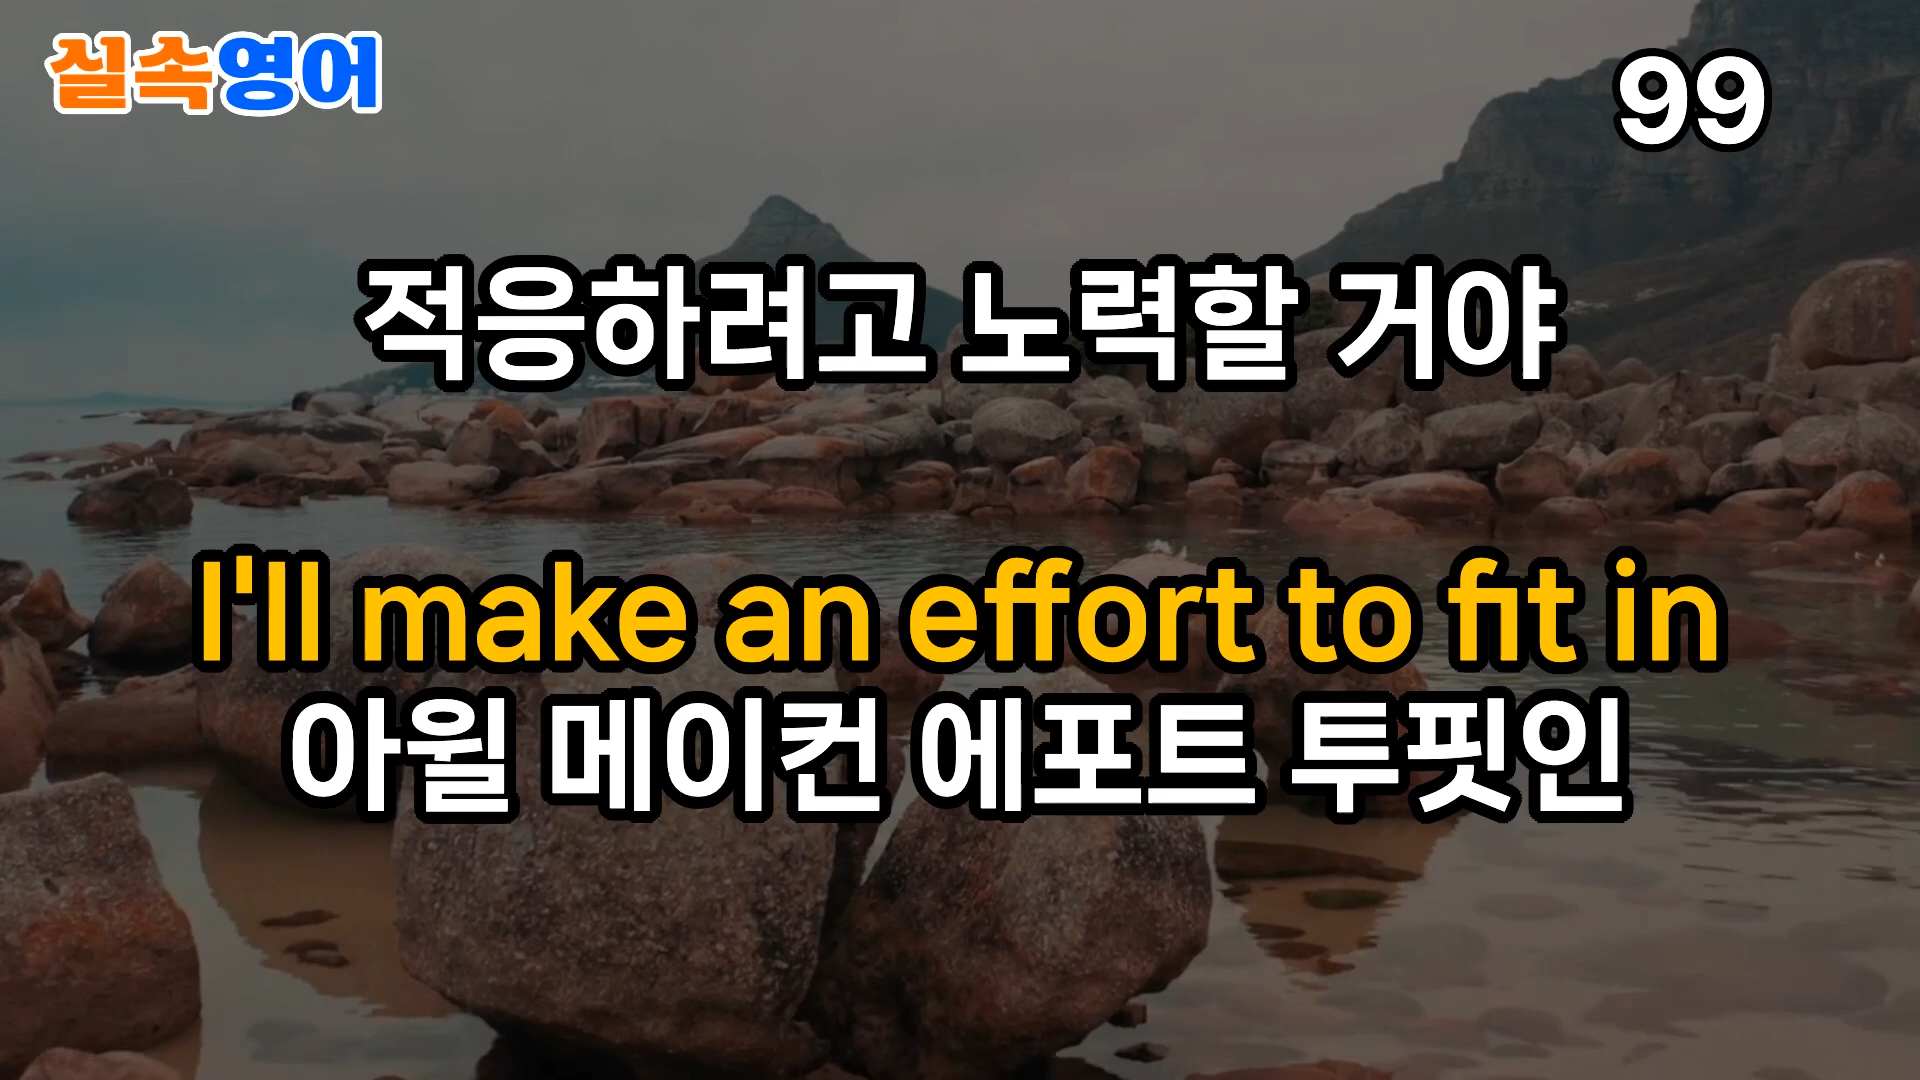 실속영어
99
적응하려고 노력할 거야
I'll make an effort to fit in
아윌 메이컨 에포트 투핏인